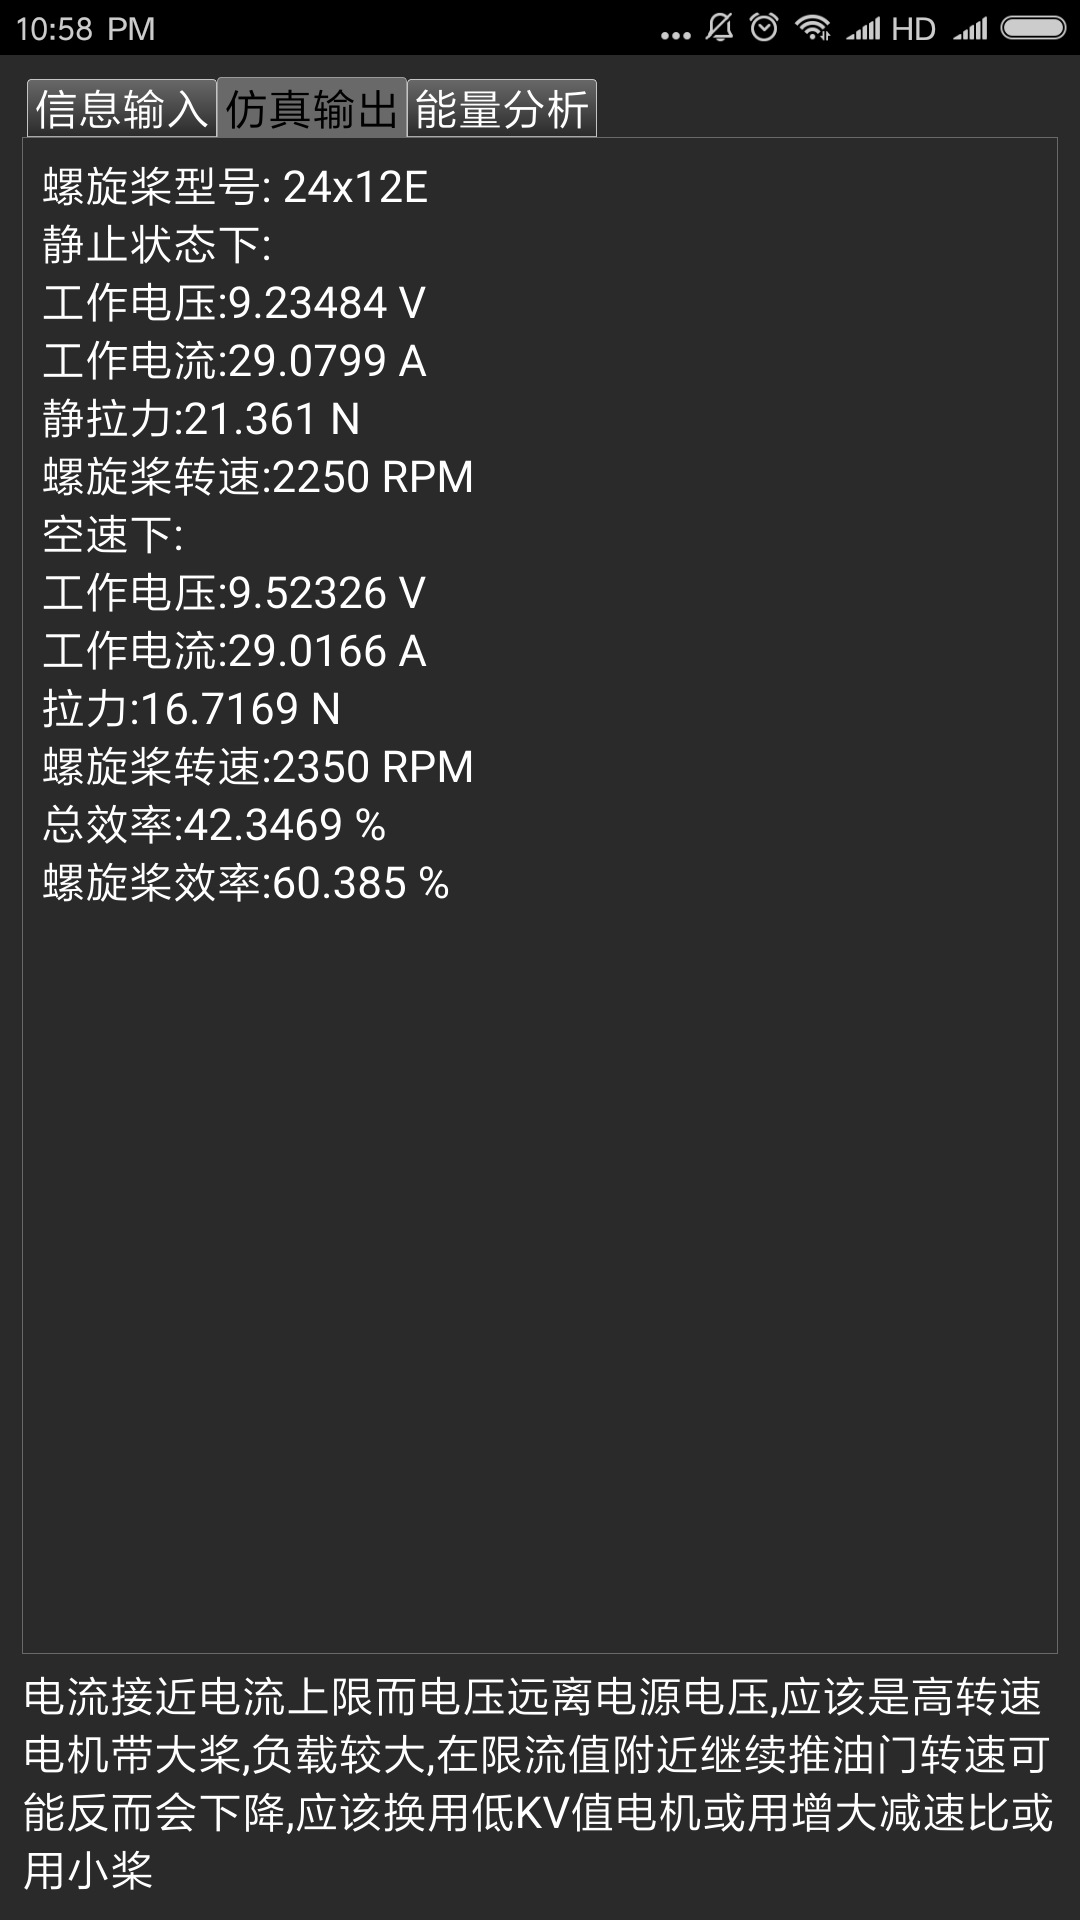 10:58 PM
HD
信息输入 仿真输出 能量分析
螺旋桨型号: 24x12E
静止状态下:
工作电压:9.23484 V
工作电流:29.0799 A
静拉力:21.361 N
螺旋桨转速:2250 RPM
空速下:
工作电压:9.52326 V
工作电流:29.0166 A
拉力:16.7169 N
螺旋桨转速:2350 RPM
总效率:42.3469 %
螺旋桨效率:60.385 %
电流接近电流上限而电压远离电源电压,应该是高转速
电机带大桨,负载较大,在限流值附近继续推油门转速可
能反而会下降,应该换用低KV值电机或用增大减速比或
用小桨